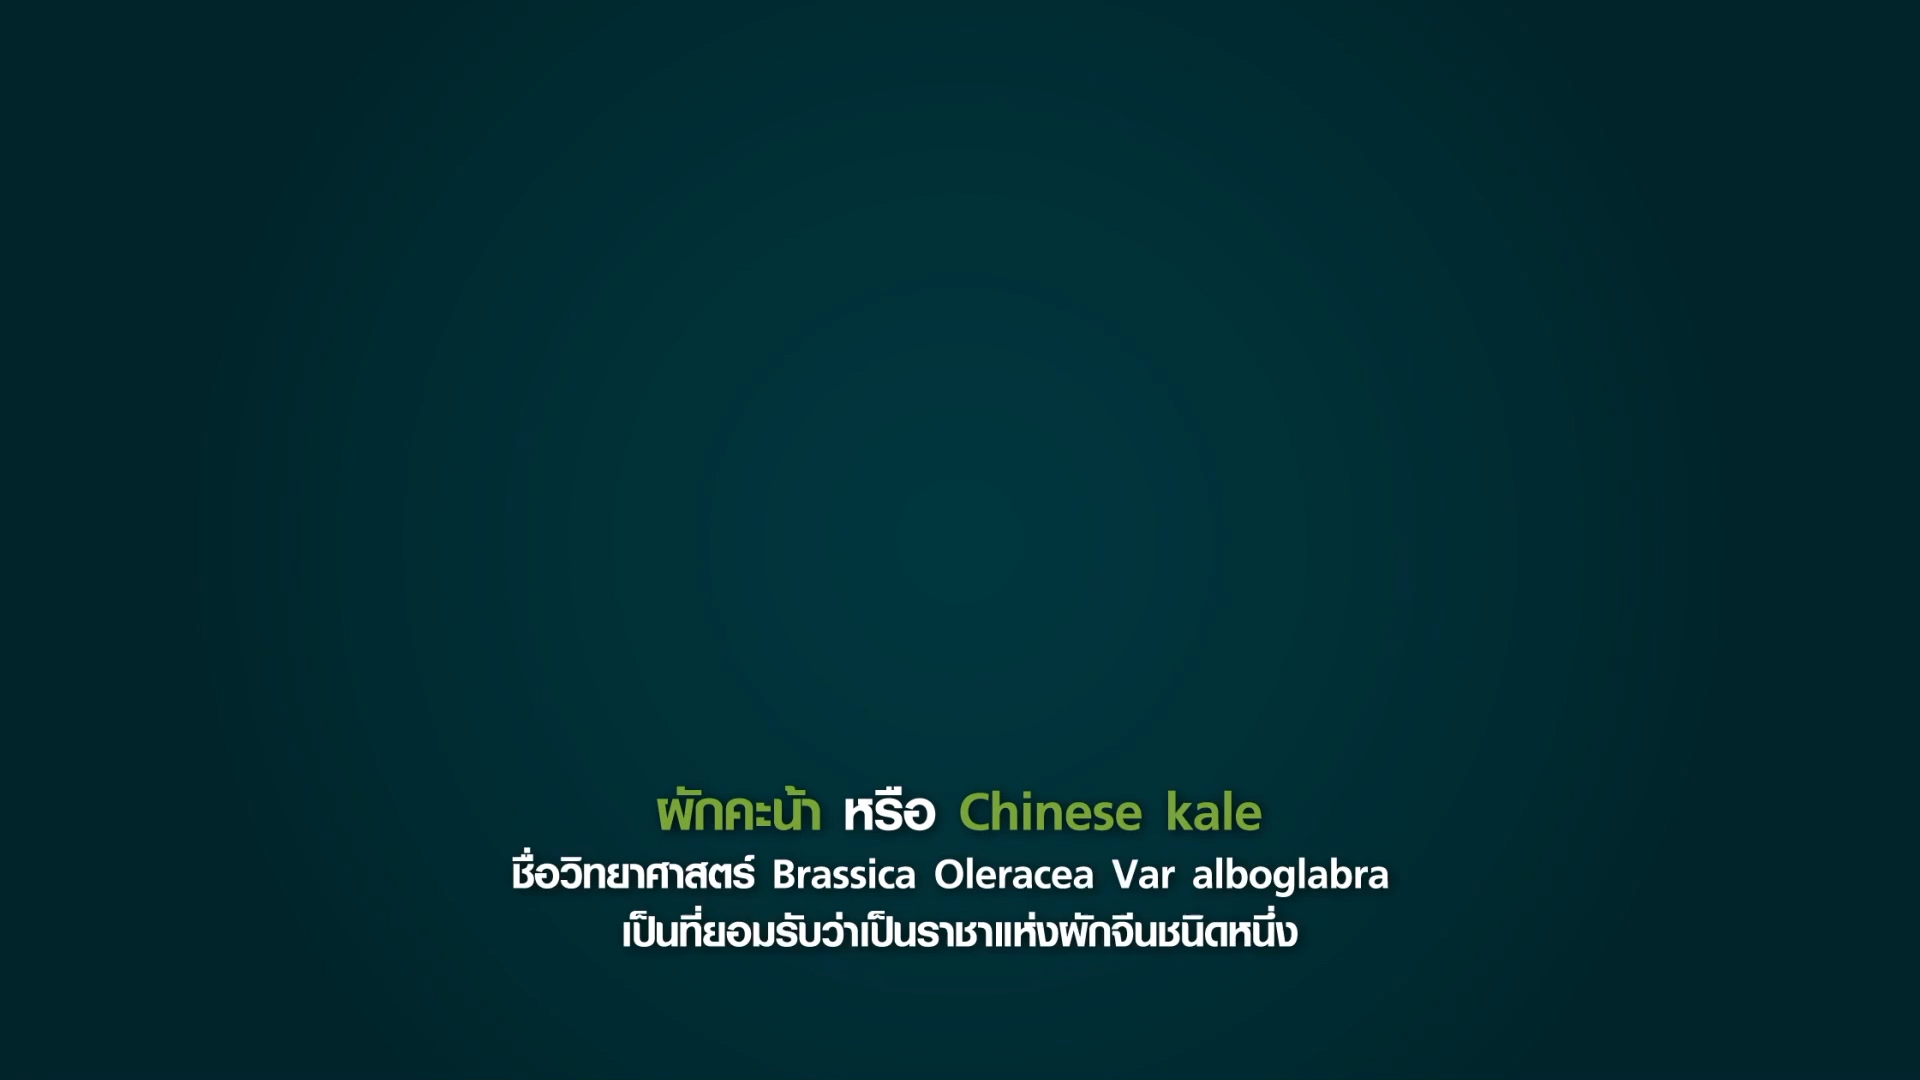 ผักคะน้า หรือ Chinese kale
ชื่อวิทยาศาสตร์ Brassica Oleracea Var alboglabra
เป็นที่ยอมรับว่าเป็นราชาแห่งผักจีนชนิดหนึ่ง